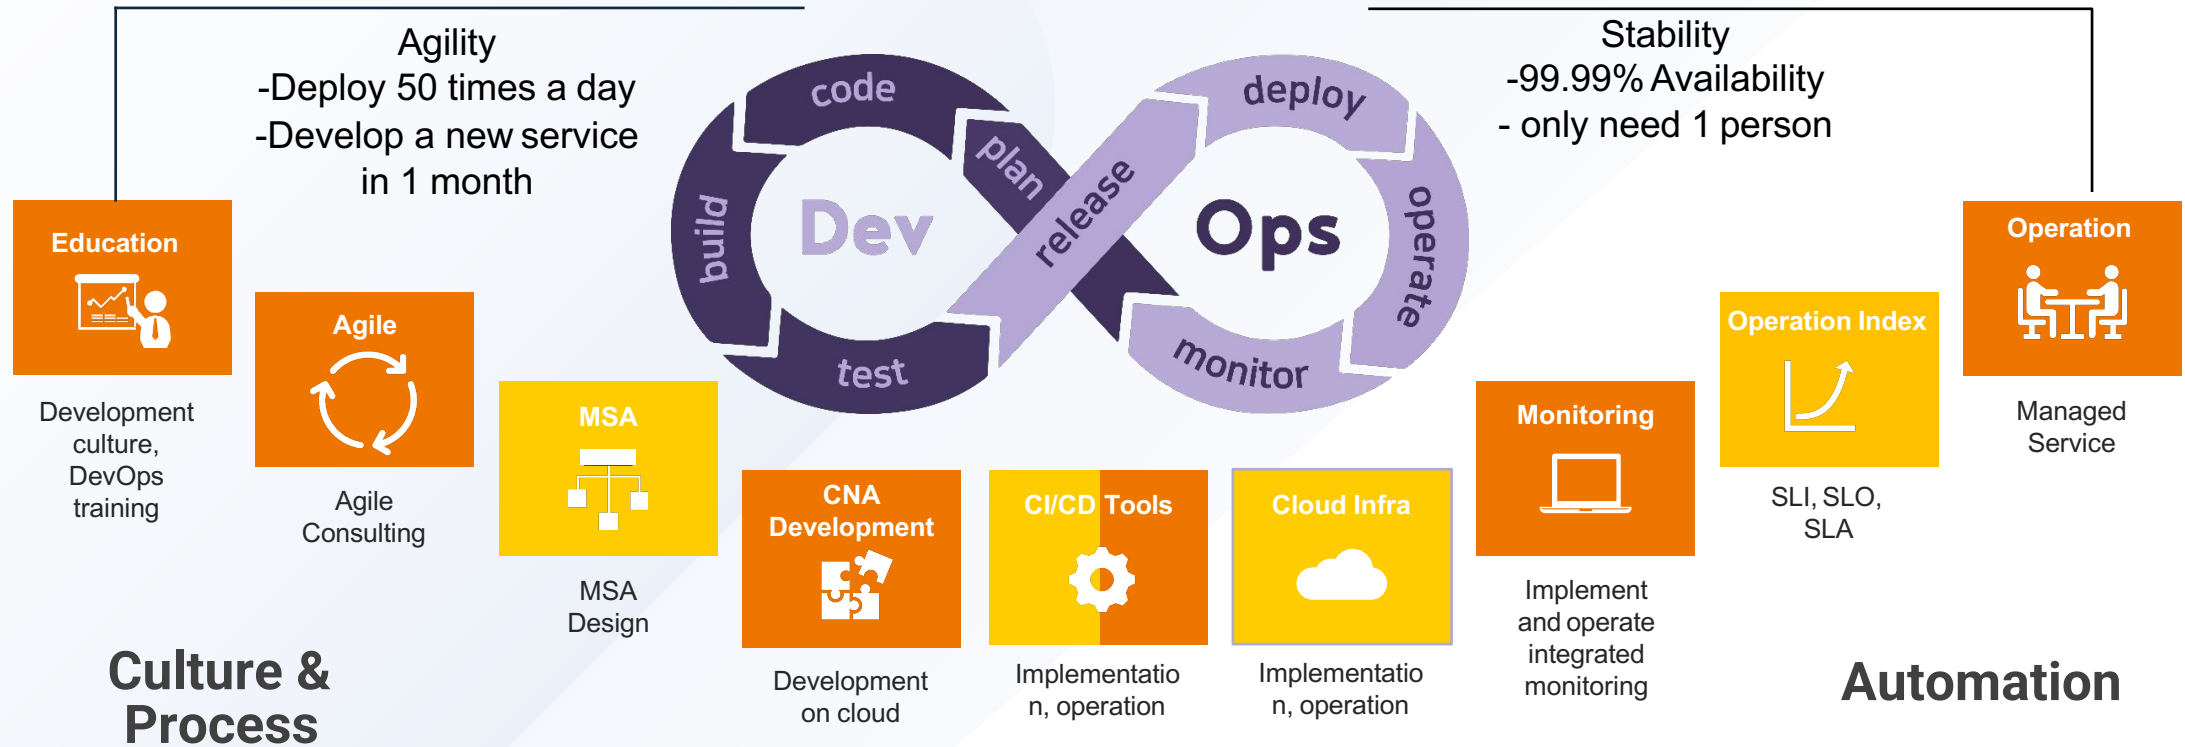 Agility
-Deploy 50 times a day
-Develop a new service
in 1 month
Stability
-99.99% Availability
- only need 1 person
code
plan
build
test
Dev
release
deploy
operate
monitor
Ops
Education
Development
culture,
DevOps
training
Agile
Agile
Consulting
MSA
MSA
Design
CNA
Development
Development
on cloud
CI/CD Tools
Implementatio
n, operation
Cloud Infra
Implementatio
n, operation
Monitoring
Implement
and operate
integrated
monitoring
Operation Index
SLI, SLO,
SLA
Operation
Managed
Service
Culture &
Process
Automation